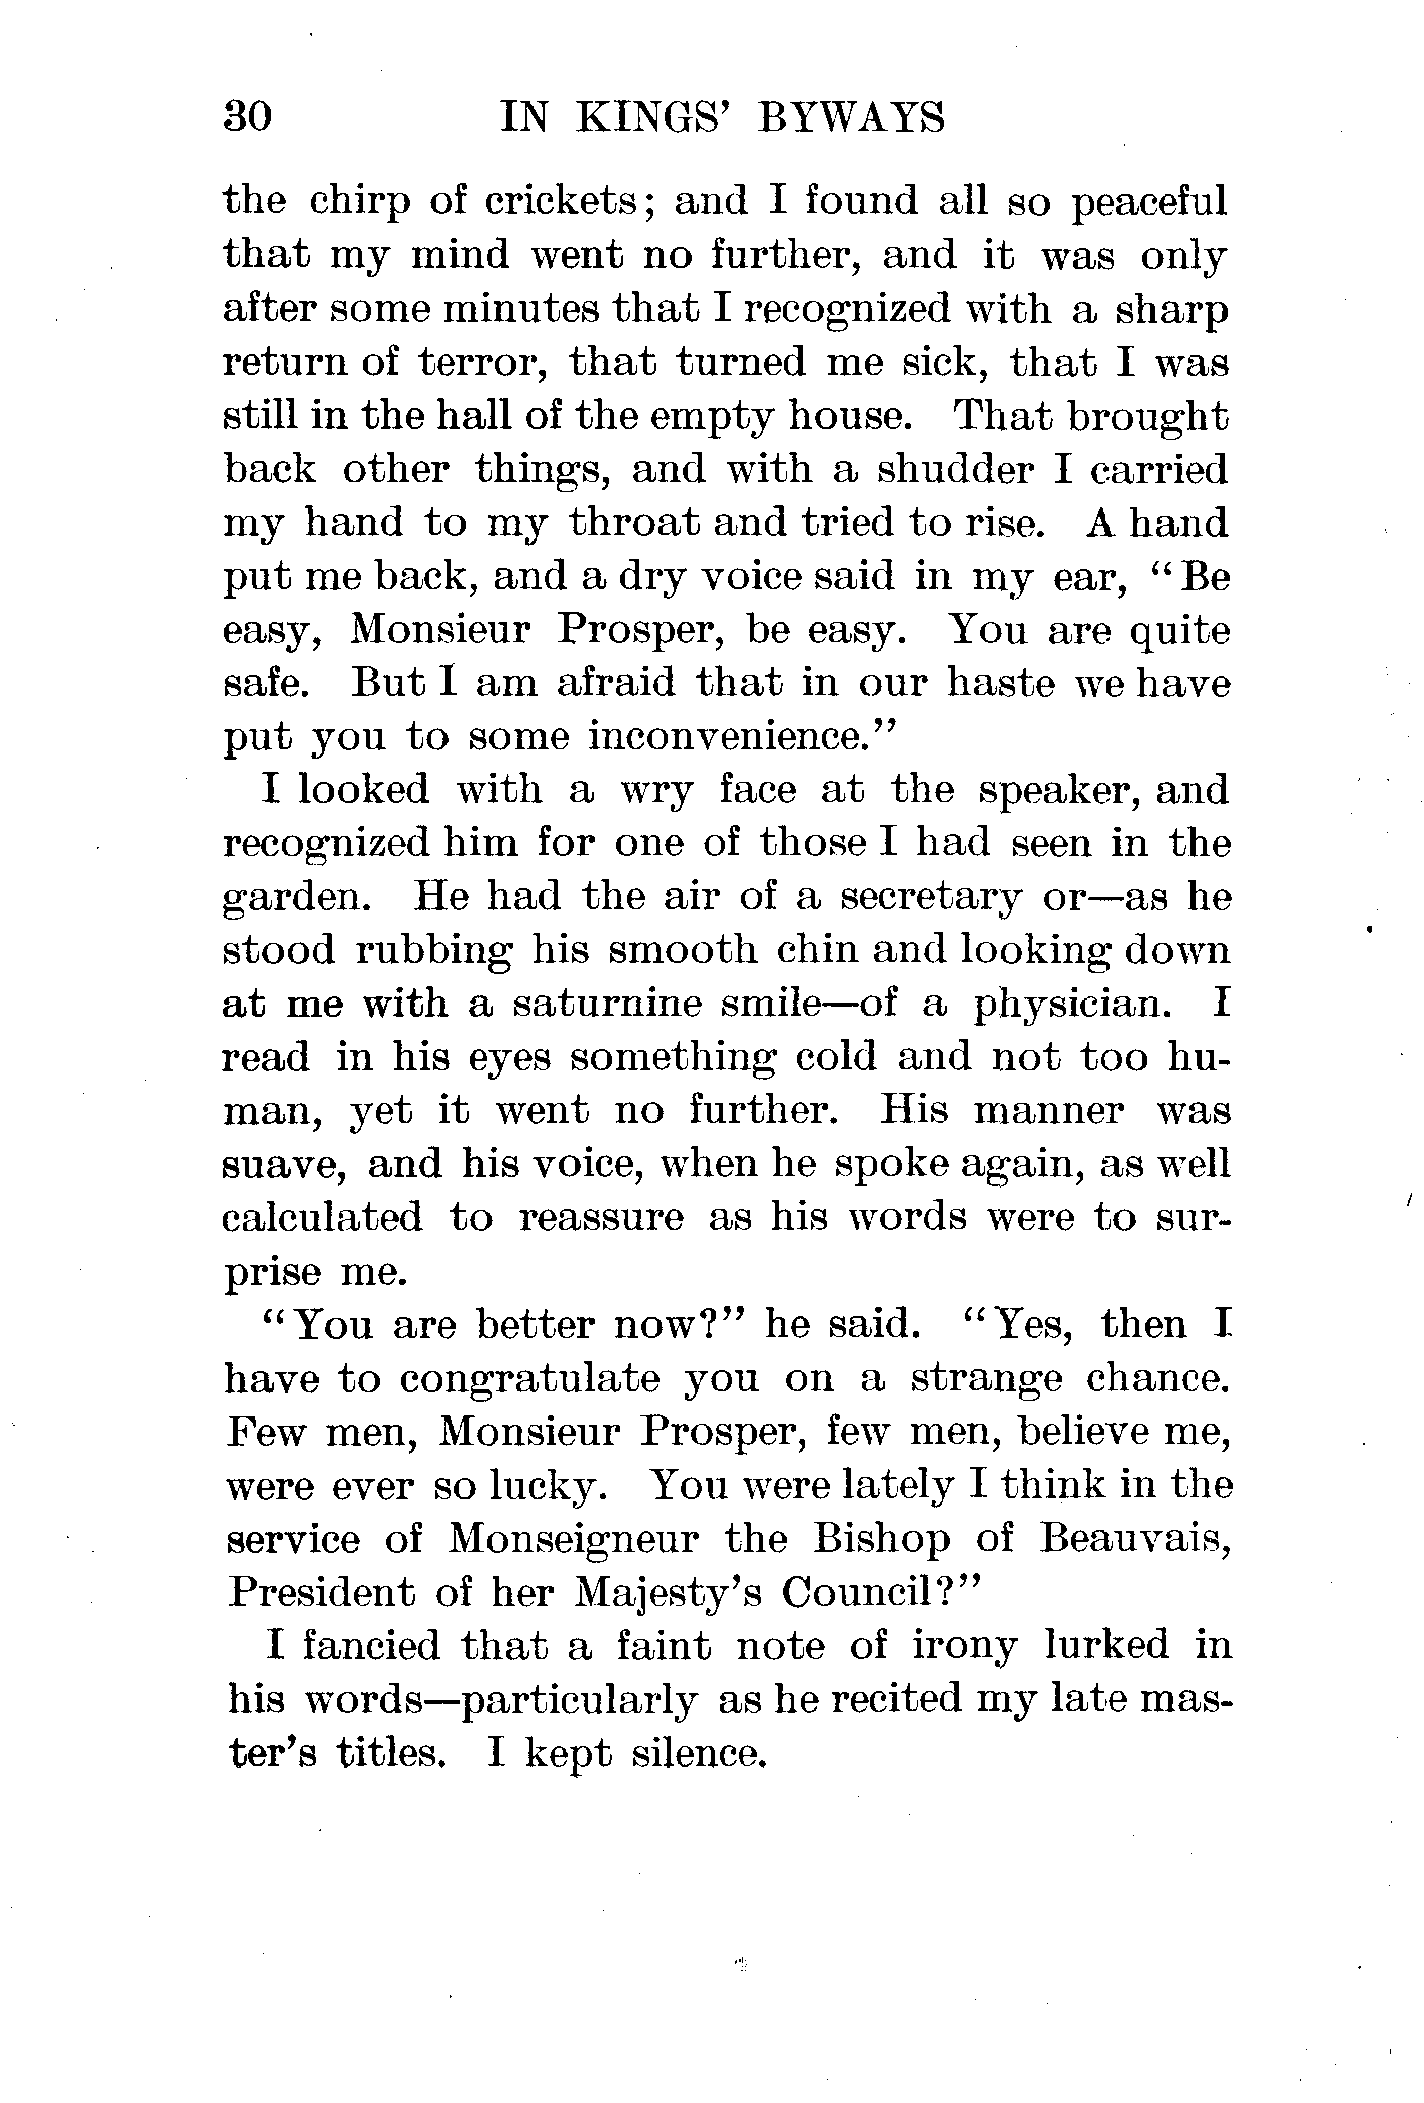 30 IN KINGS' BYWAYS
the chirp of crickets; and I found all so peaceful
that my mind went no further, and it was only
after some minutes that I recognized with a sharp
return of terror, that turned me sick, that I was
still in the hall of the empty house. That brought
back other things, and with a shudder I carried
my hand to my throat and tried to rise. A hand
put me back, and a dry voice said in my ear, "Be
easy, Monsieur Prosper, be easy. You are quite
safe. But I am afraid that in our haste we have
put you to some inconvenience."
I looked with a wry face at the speaker, and
recognized him for one of those I had seen in the
garden. He had the air of a secretary or—as he
stood rubbing his smooth chin and looking down
at me with a saturnine smile—of a physician. I
read in his eyes something cold and not too hu-
man, yet it went no further. His manner was
suave, and his voice, when he spoke again, as well
calculated to reassure as his words were to sur-
prise me.
"You are better now?" he said. "Yes, then I
have to congratulate you on a strange chance.
Few men, Monsieur Prosper, few men, believe me,
were ever so lucky. You were lately I think in the
service of Monseigneur the Bishop of Beauvais,
President of her Majesty's Council?"
I fancied that a faint note of irony lurked in
his words—particularly as he recited my late mas-
ter's titles. I kept silence.